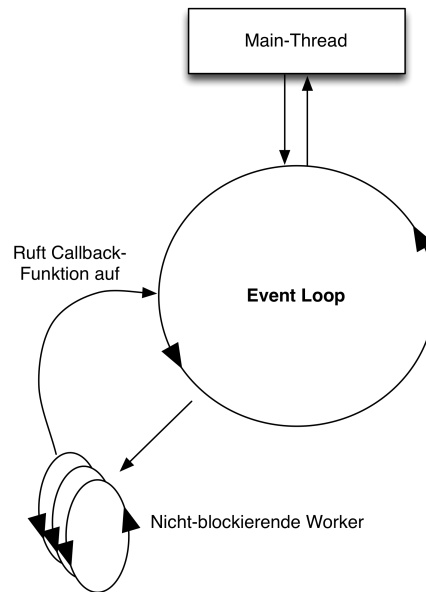 Main-Thread
Ruft Callback-
Funktion auf
Event Loop
Nicht-blockierende Worker